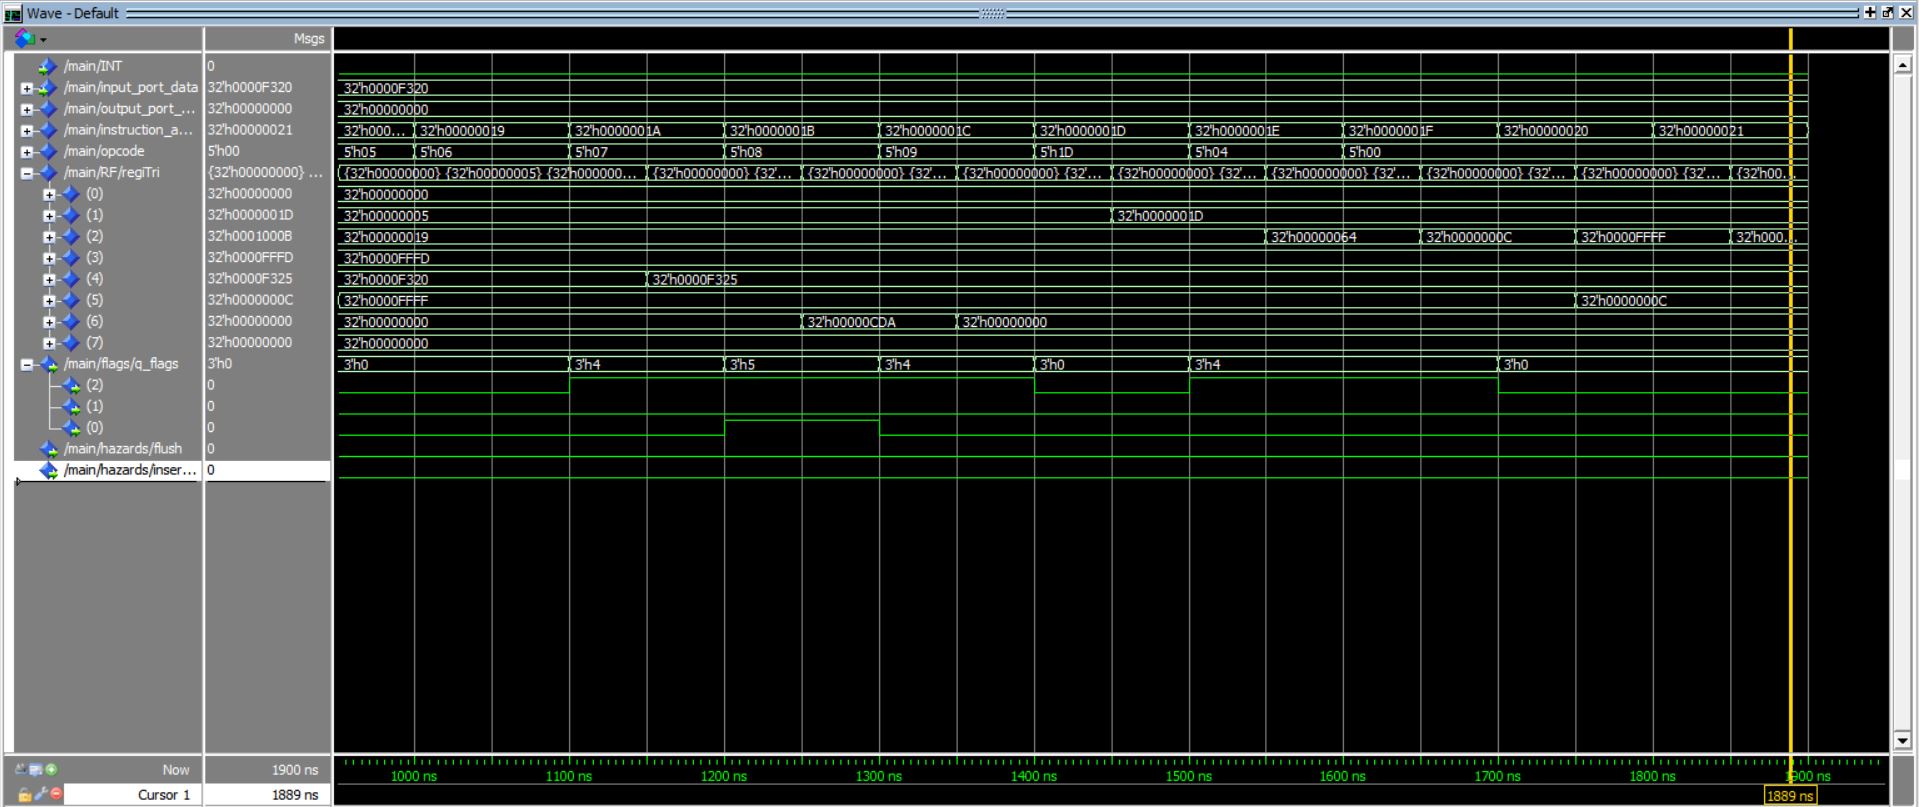 Wave - Default
Msgs
/main/INT 0
/main/input_port_data 32'h0000F320 32'h0000F320
/main/output_port_... 32'h00000000 32'h00000000
/main/instruction_a... 32'h00000021 32'h000... 32'h00000019 32'h0000001A 32'h0000001B 32'h0000001C 32'h0000001D 32'h0000001E 32'h0000001F 32'h00000020 32'h00000021
/main/opcode 5'h00 5'h05 5'h06 5'h07 5'h08 5'h09 5'h1D 5'h04 5'h00
/main/RF/regiTri {32'h00000000} ... {32'h00000000} {32'h00000005} {32'h0000000... {32'h00000000} {32'... {32'h00000000} {32'... {32'h00000000} {32'... {32'h00000000} {32'... {32'h00000000} {32'... {32'h00000000} {32'... {32'h00000000} {32'... {32'h00...
(0) 32'h00000000 32'h00000000
(1) 32'h0000001D 32'h00000005 32'h0000001D
(2) 32'h0001000B 32'h00000019 32'h00000064 32'h0000000C 32'h0000FFFF 32'h000...
(3) 32'h0000FFFD 32'h0000FFFD
(4) 32'h0000F325 32'h0000F320 32'h0000F325
(5) 32'h0000000C 32'h0000FFFF 32'h0000000C
(6) 32'h00000000 32'h00000000 32'h00000CDA 32'h00000000
(7) 32'h00000000 32'h00000000
/main/flags/q_flags 3'h0 3'h0 3'h4 3'h5 3'h4 3'h0 3'h4 3'h0
(2) 0
(1) 0
(0) 0
/main/hazards/flush 0
/main/hazards/inser... 0
Now 1900 ns 1000 ns 1100 ns 1200 ns 1300 ns 1400 ns 1500 ns 1600 ns 1700 ns 1800 ns 1900 ns
Cursor 1 1889 ns 1889 ns